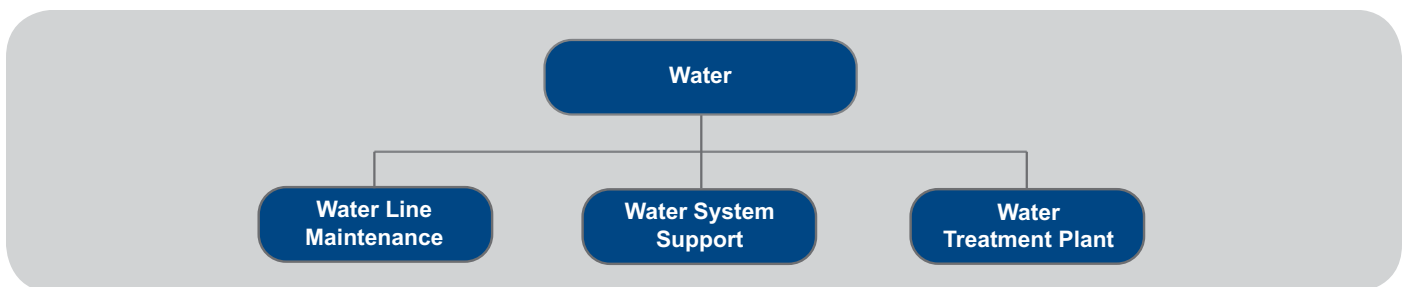 Water
Water Line
Maintenance
Water System
Support
Water
Treatment Plant